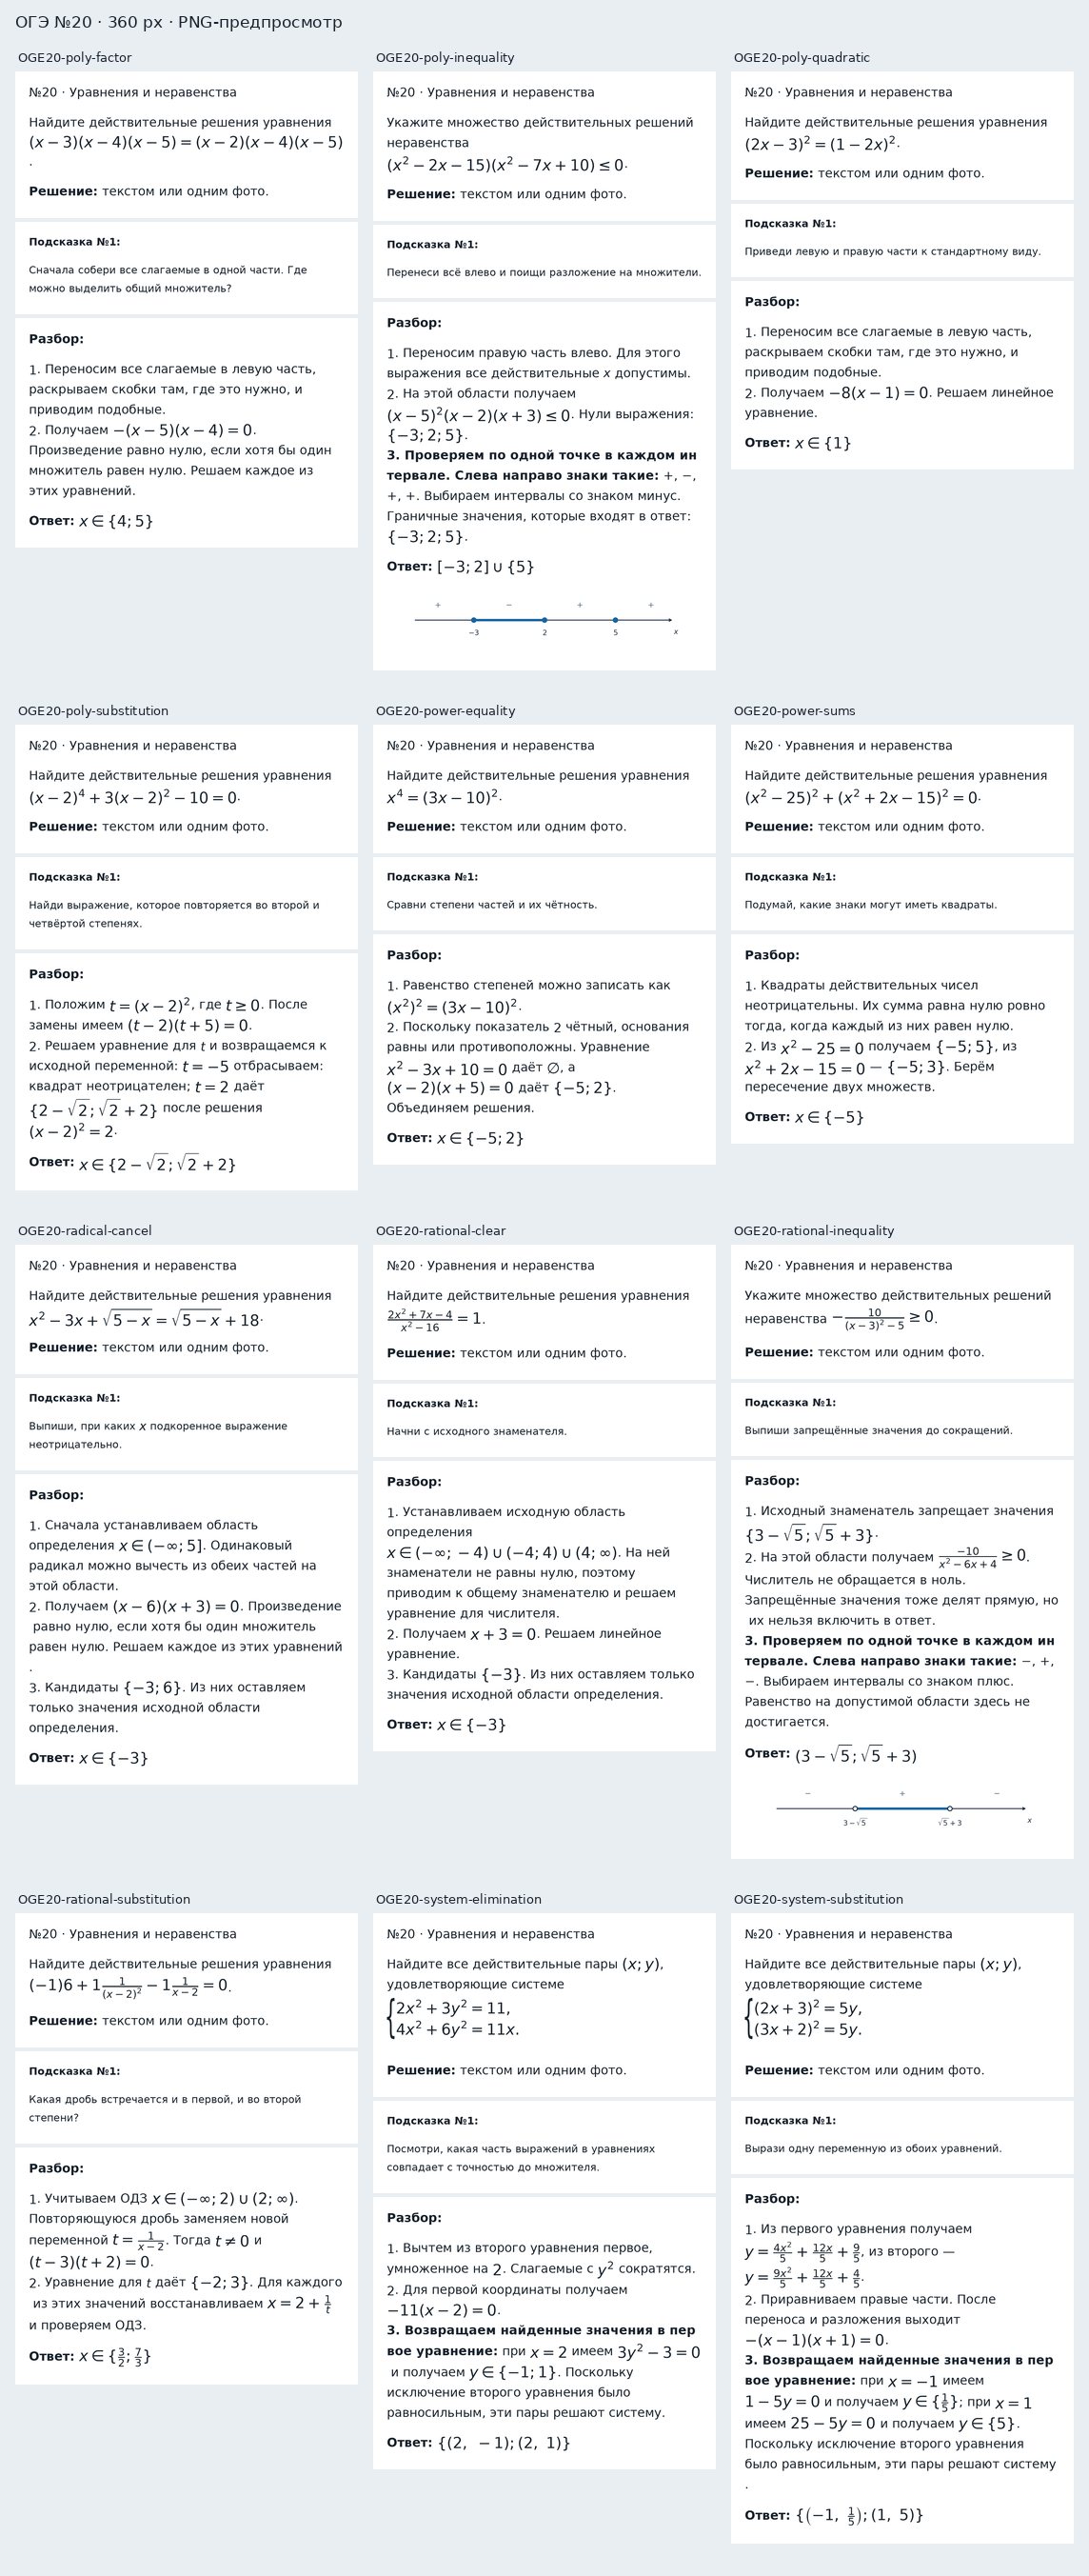 ОГЭ №20 · 360 px · PNG-предпросмотр
OGE20-poly-factor
№20 · Уравнения и неравенства
Найдите действительные решения уравнения
(x − 3)(x − 4)(x − 5) = (x − 2)(x − 4)(x − 5)
.
Решение: текстом или одним фото.
Подсказка №1:
Сначала собери все слагаемые в одной части. Где
можно выделить общий множитель?
Разбор:
1. Переносим все слагаемые в левую часть,
раскрываем скобки там, где это нужно, и
приводим подобные.
2. Получаем −(x − 5)(x − 4) = 0.
Произведение равно нулю, если хотя бы один
множитель равен нулю. Решаем каждое из
этих уравнений.
Ответ: x ∈ {4; 5}
OGE20-poly-inequality
№20 · Уравнения и неравенства
Укажите множество действительных решений
неравенства
(x² − 2x − 15)(x² − 7x + 10) ≤ 0.
Решение: текстом или одним фото.
Подсказка №1:
Перенеси всё влево и поищи разложение на множители.
Разбор:
1. Переносим правую часть влево. Для этого
выражения все действительные x допустимы.
2. На этой области получаем
(x − 5)²(x − 2)(x + 3) ≤ 0. Нули выражения:
{−3; 2; 5}.
3. Проверяем по одной точке в каждом ин
тервале. Слева направо знаки такие: +, −,
+, +. Выбираем интервалы со знаком минус.
Граничные значения, которые входят в ответ:
{−3; 2; 5}.
Ответ: [−3; 2] ∪ {5}
+ − + +
−3 2 5 x
OGE20-poly-quadratic
№20 · Уравнения и неравенства
Найдите действительные решения уравнения
(2x − 3)² = (1 − 2x)².
Решение: текстом или одним фото.
Подсказка №1:
Приведи левую и правую части к стандартному виду.
Разбор:
1. Переносим все слагаемые в левую часть,
раскрываем скобки там, где это нужно, и
приводим подобные.
2. Получаем −8(x − 1) = 0. Решаем линейное
уравнение.
Ответ: x ∈ {1}
OGE20-poly-substitution
№20 · Уравнения и неравенства
Найдите действительные решения уравнения
(x − 2)⁴ + 3(x − 2)² − 10 = 0.
Решение: текстом или одним фото.
Подсказка №1:
Найди выражение, которое повторяется во второй и
четвёртой степенях.
Разбор:
1. Положим t = (x − 2)², где t ≥ 0. После
замены имеем (t − 2)(t + 5) = 0.
2. Решаем уравнение для t и возвращаемся к
исходной переменной: t = −5 отбрасываем:
квадрат неотрицателен; t = 2 даёт
{2 − √2; √2 + 2} после решения
(x − 2)² = 2.
Ответ: x ∈ {2 − √2; √2 + 2}
OGE20-power-equality
№20 · Уравнения и неравенства
Найдите действительные решения уравнения
x⁴ = (3x − 10)².
Решение: текстом или одним фото.
Подсказка №1:
Сравни степени частей и их чётность.
Разбор:
1. Равенство степеней можно записать как
(x²)² = (3x − 10)².
2. Поскольку показатель 2 чётный, основания
равны или противоположны. Уравнение
x² − 3x + 10 = 0 даёт ∅, а
(x − 2)(x + 5) = 0 даёт {−5; 2}.
Объединяем решения.
Ответ: x ∈ {−5; 2}
OGE20-power-sums
№20 · Уравнения и неравенства
Найдите действительные решения уравнения
(x² − 25)² + (x² + 2x − 15)² = 0.
Решение: текстом или одним фото.
Подсказка №1:
Подумай, какие знаки могут иметь квадраты.
Разбор:
1. Квадраты действительных чисел
неотрицательны. Их сумма равна нулю ровно
тогда, когда каждый из них равен нулю.
2. Из x² − 25 = 0 получаем {−5; 5}, из
x² + 2x − 15 = 0 — {−5; 3}. Берём
пересечение двух множеств.
Ответ: x ∈ {−5}
OGE20-radical-cancel
№20 · Уравнения и неравенства
Найдите действительные решения уравнения
x² − 3x + √(5 − x) = √(5 − x) + 18.
Решение: текстом или одним фото.
Подсказка №1:
Выпиши, при каких x подкоренное выражение
неотрицательно.
Разбор:
1. Сначала устанавливаем область
определения x ∈ (−∞; 5]. Одинаковый
радикал можно вычесть из обеих частей на
этой области.
2. Получаем (x − 6)(x + 3) = 0. Произведение
равно нулю, если хотя бы один множитель
равен нулю. Решаем каждое из этих уравнений
.
3. Кандидаты {−3; 6}. Из них оставляем
только значения исходной области
определения.
Ответ: x ∈ {−3}
OGE20-rational-clear
№20 · Уравнения и неравенства
Найдите действительные решения уравнения
(2x² + 7x − 4)/(x² − 16) = 1.
Решение: текстом или одним фото.
Подсказка №1:
Начни с исходного знаменателя.
Разбор:
1. Устанавливаем исходную область
определения
x ∈ (−∞; −4) ∪ (−4; 4) ∪ (4; ∞). На ней
знаменатели не равны нулю, поэтому
приводим к общему знаменателю и решаем
уравнение для числителя.
2. Получаем x + 3 = 0. Решаем линейное
уравнение.
3. Кандидаты {−3}. Из них оставляем только
значения исходной области определения.
Ответ: x ∈ {−3}
OGE20-rational-inequality
№20 · Уравнения и неравенства
Укажите множество действительных решений
неравенства −10/((x − 3)² − 5) ≥ 0.
Решение: текстом или одним фото.
Подсказка №1:
Выпиши запрещённые значения до сокращений.
Разбор:
1. Исходный знаменатель запрещает значения
{3 − √5; √5 + 3}.
2. На этой области получаем −10/(x² − 6x + 4) ≥ 0.
Числитель не обращается в ноль.
Запрещённые значения тоже делят прямую, но
их нельзя включить в ответ.
3. Проверяем по одной точке в каждом ин
тервале. Слева направо знаки такие: −, +,
−. Выбираем интервалы со знаком плюс.
Равенство на допустимой области здесь не
достигается.
Ответ: (3 − √5; √5 + 3)
− + −
3 − √5 √5 + 3 x
OGE20-rational-substitution
№20 · Уравнения и неравенства
Найдите действительные решения уравнения
(−1)6 + 1 1/(x − 2)² − 1 1/(x − 2) = 0.
Решение: текстом или одним фото.
Подсказка №1:
Какая дробь встречается и в первой, и во второй
степени?
Разбор:
1. Учитываем ОДЗ x ∈ (−∞; 2) ∪ (2; ∞).
Повторяющуюся дробь заменяем новой
переменной t = 1/(x − 2). Тогда t ≠ 0 и
(t − 3)(t + 2) = 0.
2. Уравнение для t даёт {−2; 3}. Для каждого
из этих значений восстанавливаем x = 2 + 1/t
и проверяем ОДЗ.
Ответ: x ∈ {3/2; 7/3}
OGE20-system-elimination
№20 · Уравнения и неравенства
Найдите все действительные пары (x; y),
удовлетворяющие системе
{2x² + 3y² = 11,
4x² + 6y² = 11x.
Решение: текстом или одним фото.
Подсказка №1:
Посмотри, какая часть выражений в уравнениях
совпадает с точностью до множителя.
Разбор:
1. Вычтем из второго уравнения первое,
умноженное на 2. Слагаемые с y² сократятся.
2. Для первой координаты получаем
−11(x − 2) = 0.
3. Возвращаем найденные значения в пер
вое уравнение: при x = 2 имеем 3y² − 3 = 0
и получаем y ∈ {−1; 1}. Поскольку
исключение второго уравнения было
равносильным, эти пары решают систему.
Ответ: {(2, −1); (2, 1)}
OGE20-system-substitution
№20 · Уравнения и неравенства
Найдите все действительные пары (x; y),
удовлетворяющие системе
{(2x + 3)² = 5y,
(3x + 2)² = 5y.
Решение: текстом или одним фото.
Подсказка №1:
Вырази одну переменную из обоих уравнений.
Разбор:
1. Из первого уравнения получаем
y = 4x²/5 + 12x/5 + 9/5, из второго —
y = 9x²/5 + 12x/5 + 4/5.
2. Приравниваем правые части. После
переноса и разложения выходит
−(x − 1)(x + 1) = 0.
3. Возвращаем найденные значения в пер
вое уравнение: при x = −1 имеем
1 − 5y = 0 и получаем y ∈ {1/5}; при x = 1
имеем 25 − 5y = 0 и получаем y ∈ {5}.
Поскольку исключение второго уравнения
было равносильным, эти пары решают систему
.
Ответ: {(−1, 1/5); (1, 5)}